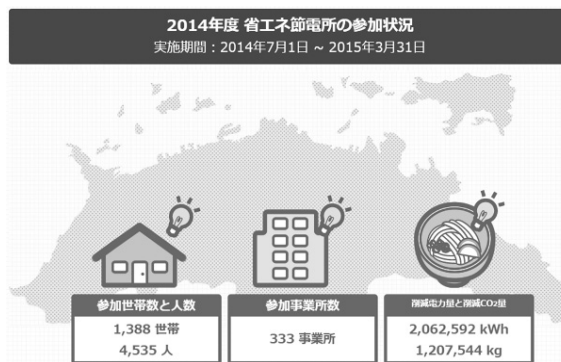 2014年度 省エネ節電所の参加状況
実施期間：2014年7月1日 ~ 2015年3月31日
参加世帯数と人数
1,388 世帯
4,535 人
参加事業所数
333 事業所
削減電力量と削減CO2量
2,062,592 kWh
1,207,544 kg